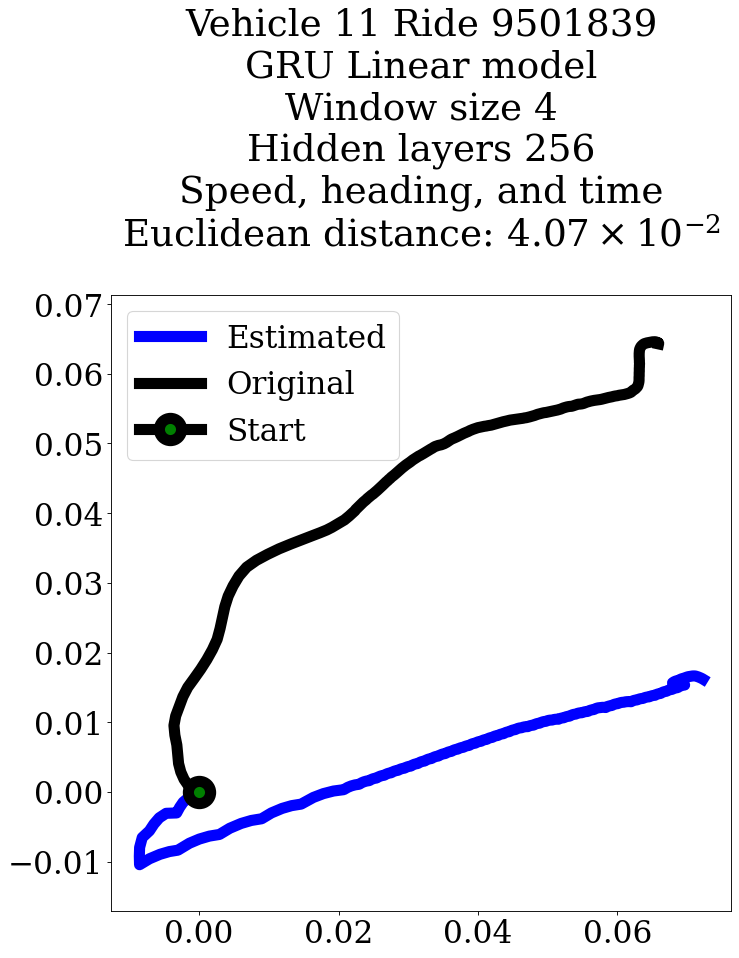 Vehicle 11 Ride 9501839
GRU Linear model
Window size 4
Hidden layers 256
Speed, heading, and time
Euclidean distance: 4.07 × 10⁻²
0.07
0.06
0.05
0.04
0.03
0.02
0.01
0.00
−0.01
Estimated
Original
Start
0.00 0.02 0.04 0.06